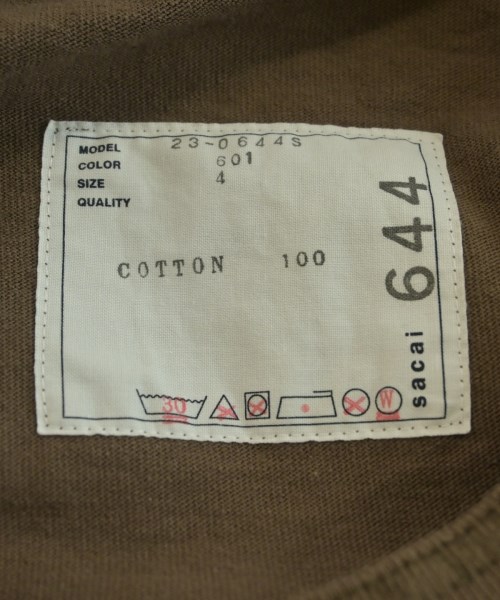 MODEL 23-0644S
COLOR 601
SIZE 4
QUALITY
COTTON 100
30
W
sacai 644